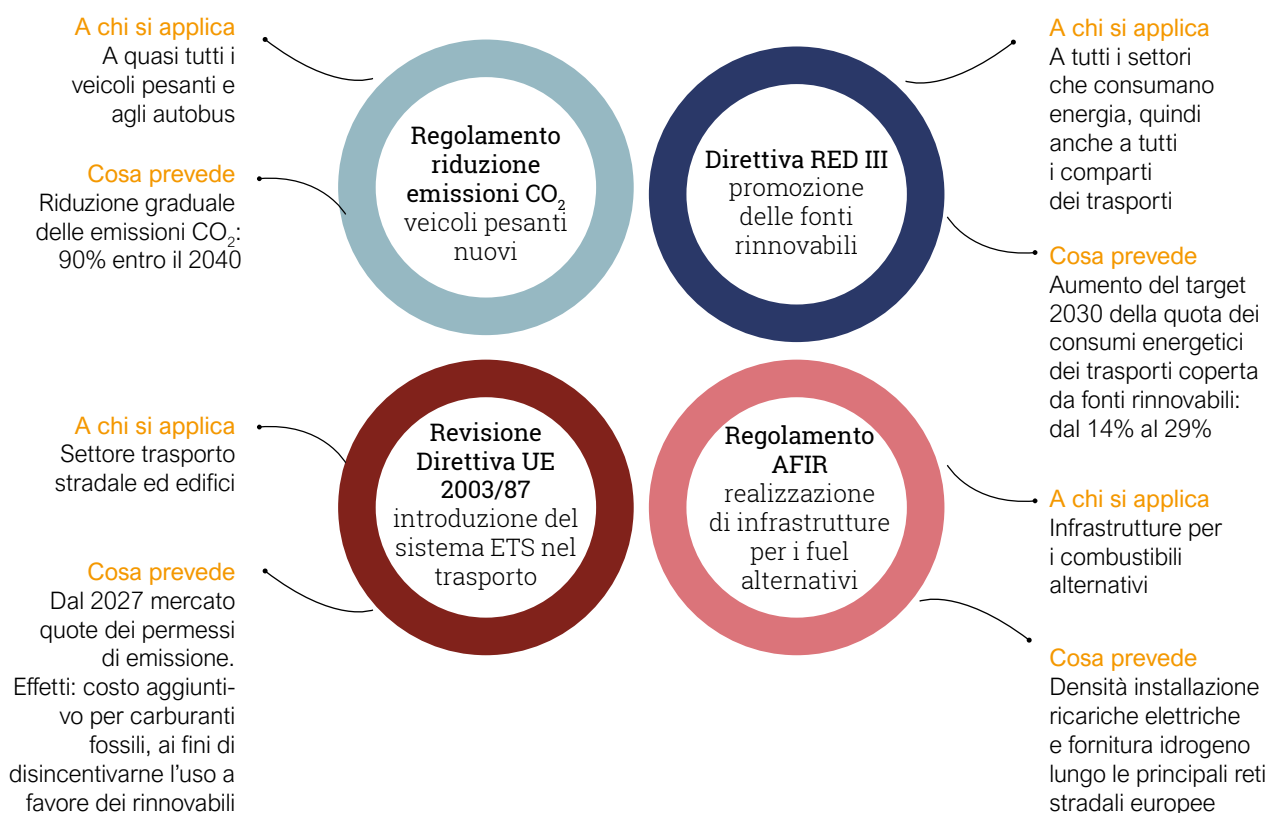 A chi si applica
A quasi tutti i
veicoli pesanti e
agli autobus
Cosa prevede
Riduzione graduale
delle emissioni CO₂:
90% entro il 2040
Regolamento
riduzione
emissioni CO₂
veicoli pesanti
nuovi
Direttiva RED III
promozione
delle fonti
rinnovabili
A chi si applica
A tutti i settori
che consumano
energia, quindi
anche a tutti
i comparti
dei trasporti
Cosa prevede
Aumento del target
2030 della quota dei
consumi energetici
dei trasporti coperta
da fonti rinnovabili:
dal 14% al 29%
A chi si applica
Settore trasporto
stradale ed edifici
Cosa prevede
Dal 2027 mercato
quote dei permessi
di emissione.
Effetti: costo aggiunti-
vo per carburanti
fossili, ai fini di
disincentivarne l'uso a
favore dei rinnovabili
Revisione
Direttiva UE
2003/87
introduzione del
sistema ETS nel
trasporto
Regolamento
AFIR
realizzazione
di infrastrutture
per i fuel
alternativi
A chi si applica
Infrastrutture per
i combustibili
alternativi
Cosa prevede
Densità installazione
ricariche elettriche
e fornitura idrogeno
lungo le principali reti
stradali europee